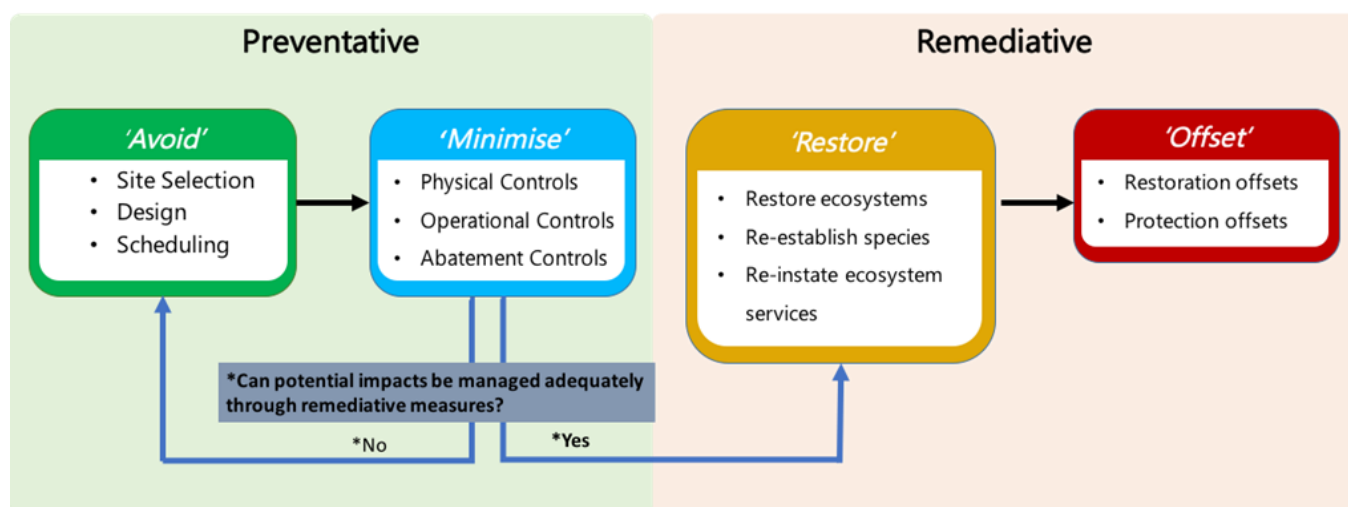 Preventative
Remediative
'Avoid'
• Site Selection
• Design
• Scheduling
'Minimise'
• Physical Controls
• Operational Controls
• Abatement Controls
'Restore'
• Restore ecosystems
• Re-establish species
• Re-instate ecosystem
services
'Offset'
• Restoration offsets
• Protection offsets
*Can potential impacts be managed adequately
through remediative measures?
*No
*Yes